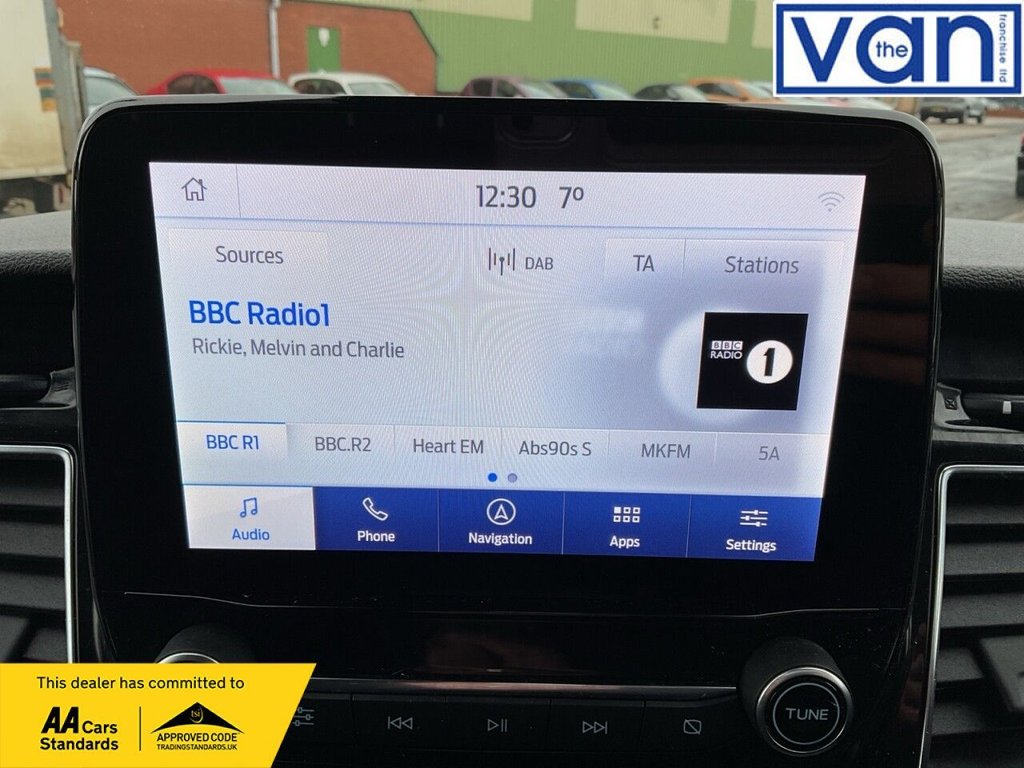 the van franchise ltd
12:30 7º
Sources DAB TA Stations
BBC Radio1
Rickie, Melvin and Charlie
BBC RADIO 1
BBC R1 BBC.R2 Heart EM Abs90s S MKFM 5A
Audio Phone Navigation Apps Settings
TUNE
This dealer has committed to
AA Cars
Standards
tsi
APPROVED CODE
TRADINGSTANDARDS.UK